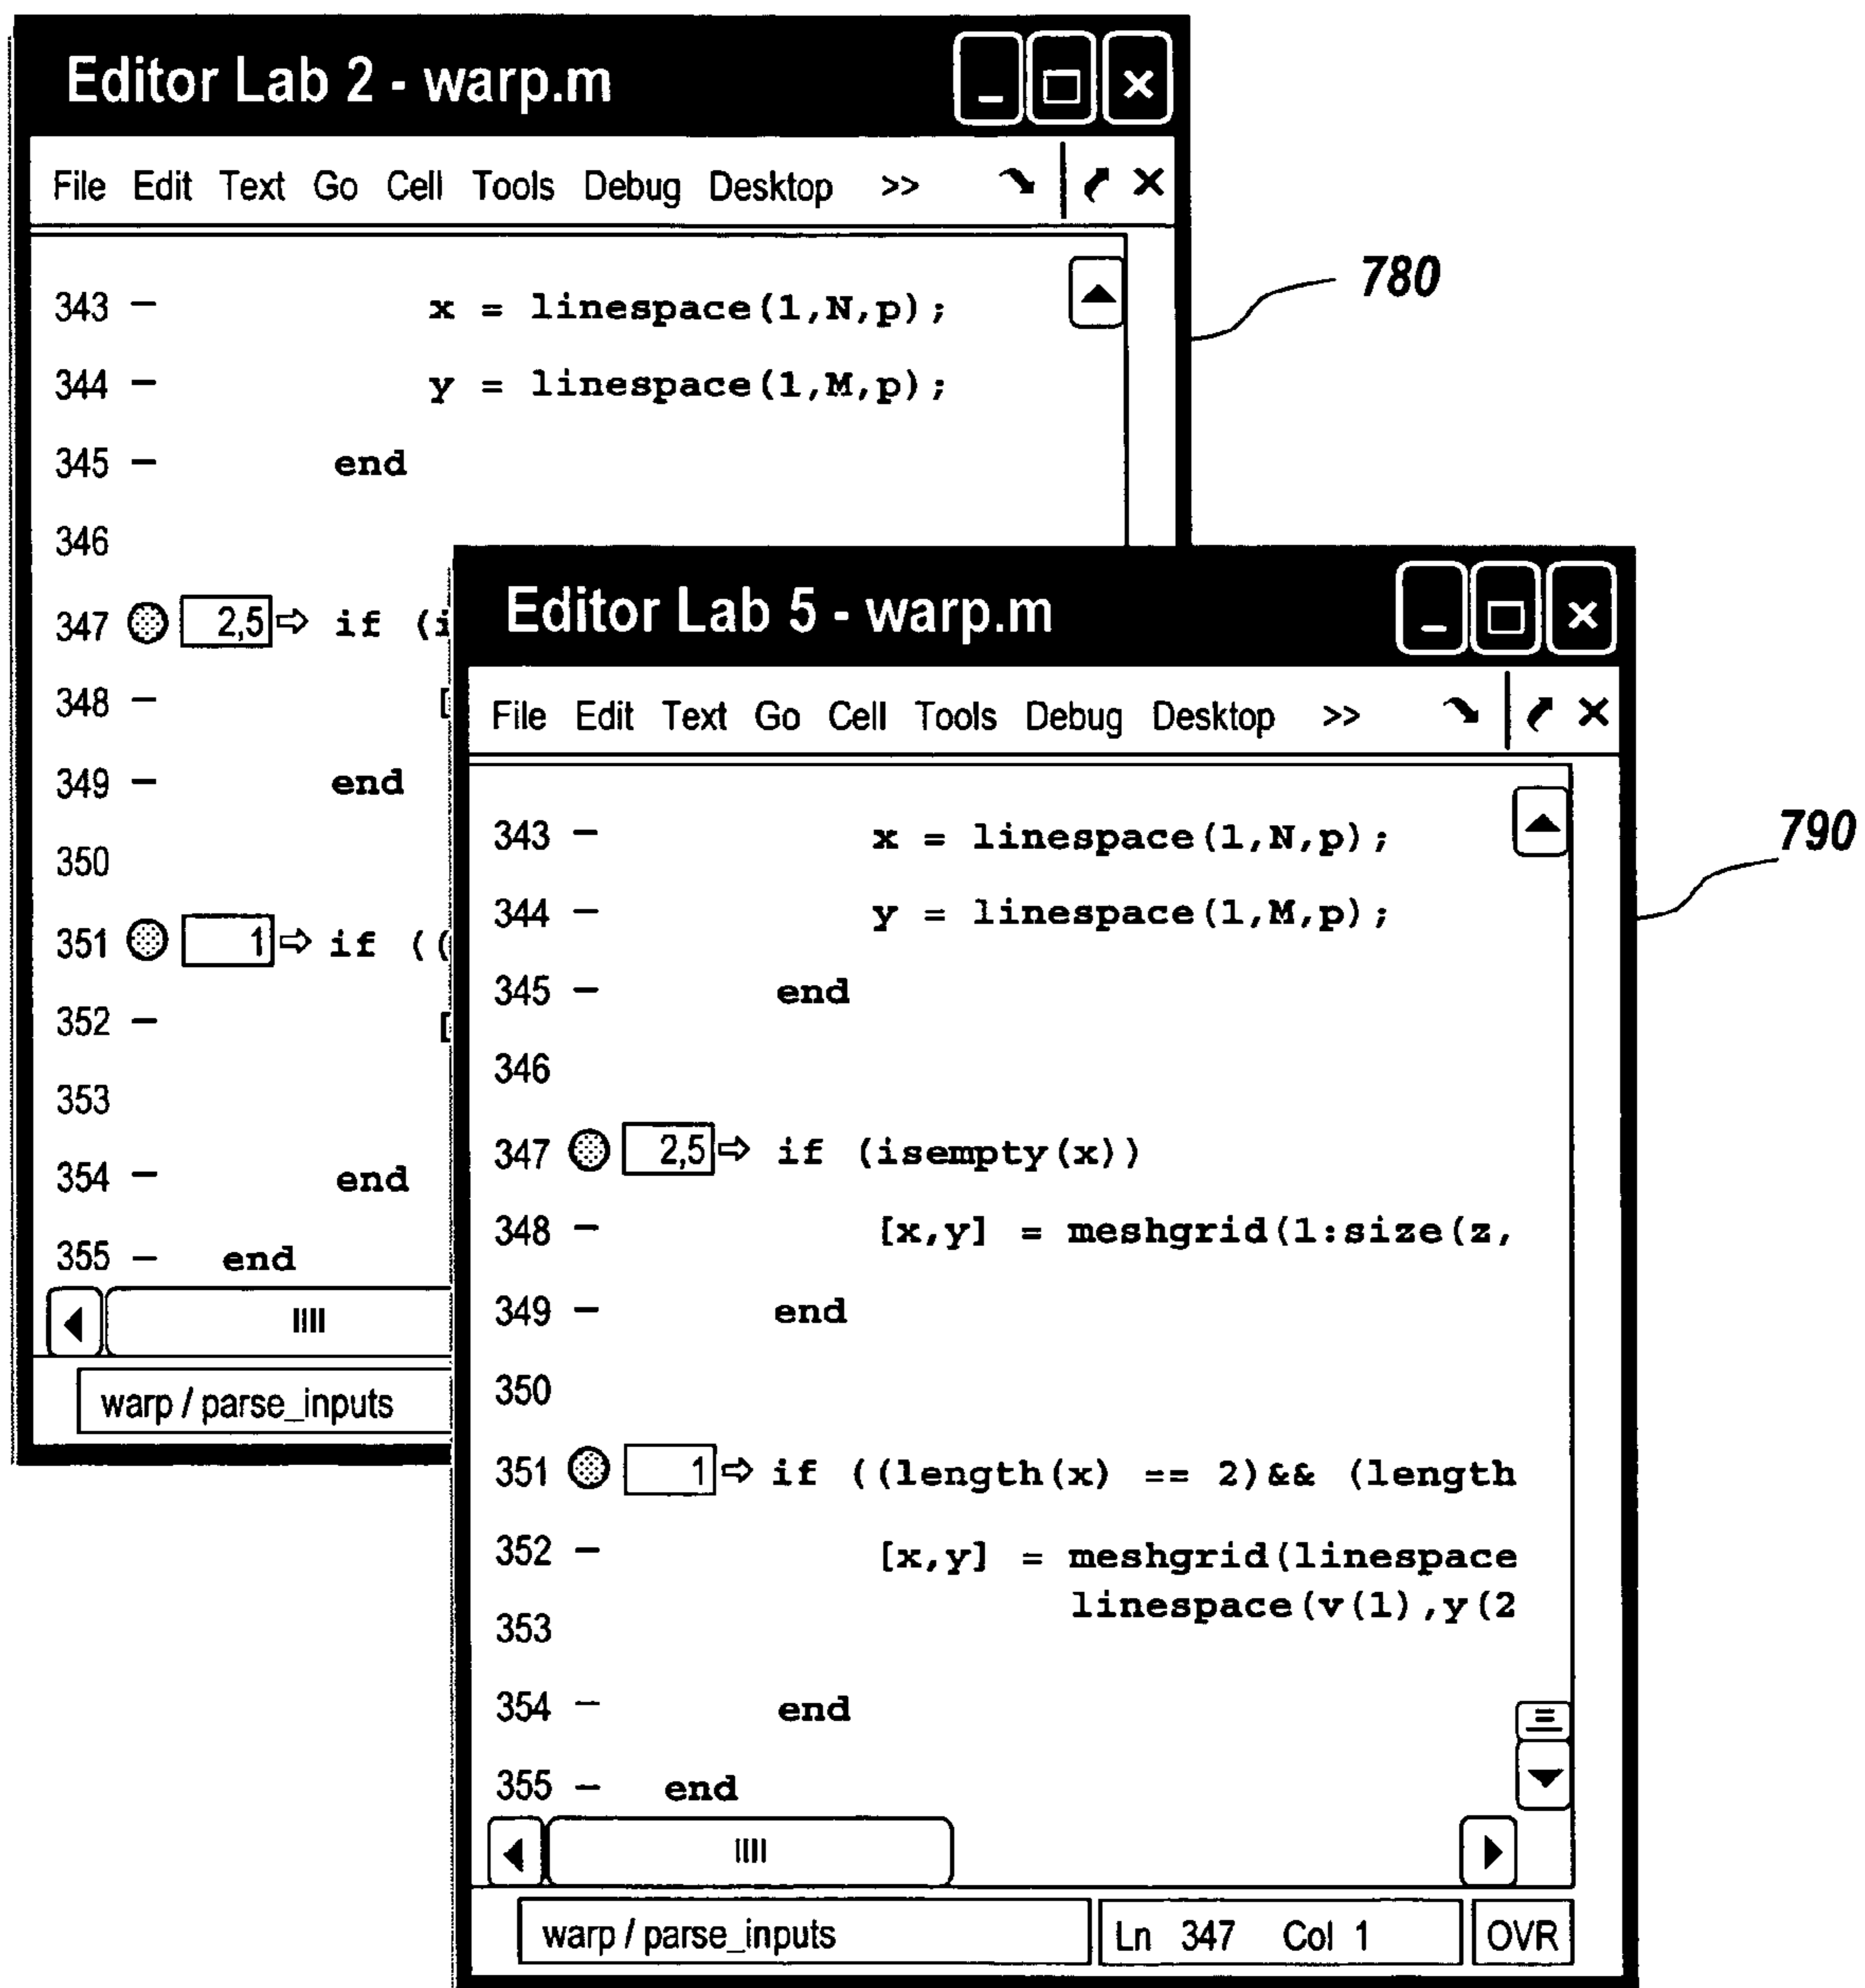 Editor Lab 2 - warp.m
File Edit Text Go Cell Tools Debug Desktop >>
343 – x = linespace(1,N,p);
344 – y = linespace(1,M,p);
345 – end
346
347 2,5 if (i
348 – [
349 – end
350
351 1 if ((
352 – [
353
354 – end
355 – end
warp / parse_inputs
780
Editor Lab 5 - warp.m
File Edit Text Go Cell Tools Debug Desktop >>
343 – x = linespace(1,N,p);
344 – y = linespace(1,M,p);
345 – end
346
347 2,5 if (isempty(x))
348 – [x,y] = meshgrid(1:size(z,
349 – end
350
351 1 if ((length(x) == 2)&& (length
352 – [x,y] = meshgrid(linespace
linespace(v(1),y(2
353
354 – end
355 – end
warp / parse_inputs Ln 347 Col 1 OVR
790